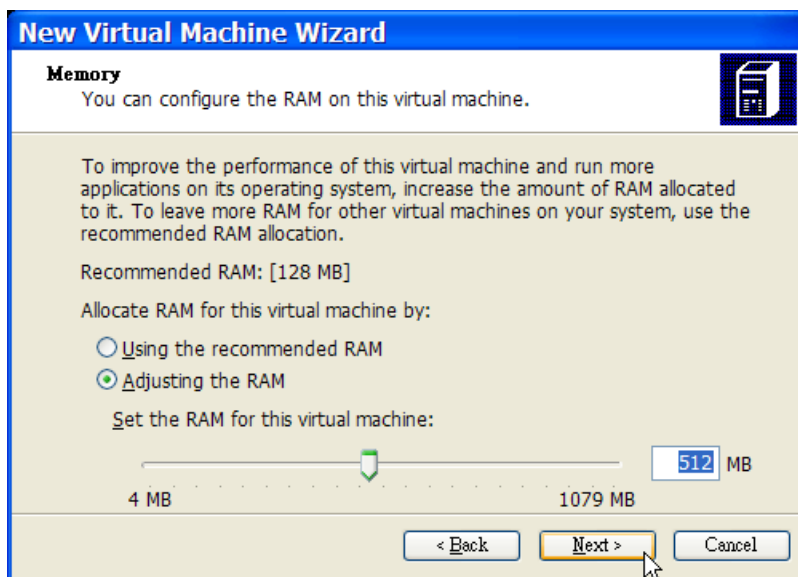 New Virtual Machine Wizard
Memory
You can configure the RAM on this virtual machine.
To improve the performance of this virtual machine and run more
applications on its operating system, increase the amount of RAM allocated
to it. To leave more RAM for other virtual machines on your system, use the
recommended RAM allocation.
Recommended RAM: [128 MB]
Allocate RAM for this virtual machine by:
Using the recommended RAM
Adjusting the RAM
Set the RAM for this virtual machine:
512 MB
4 MB 1079 MB
< Back Next > Cancel